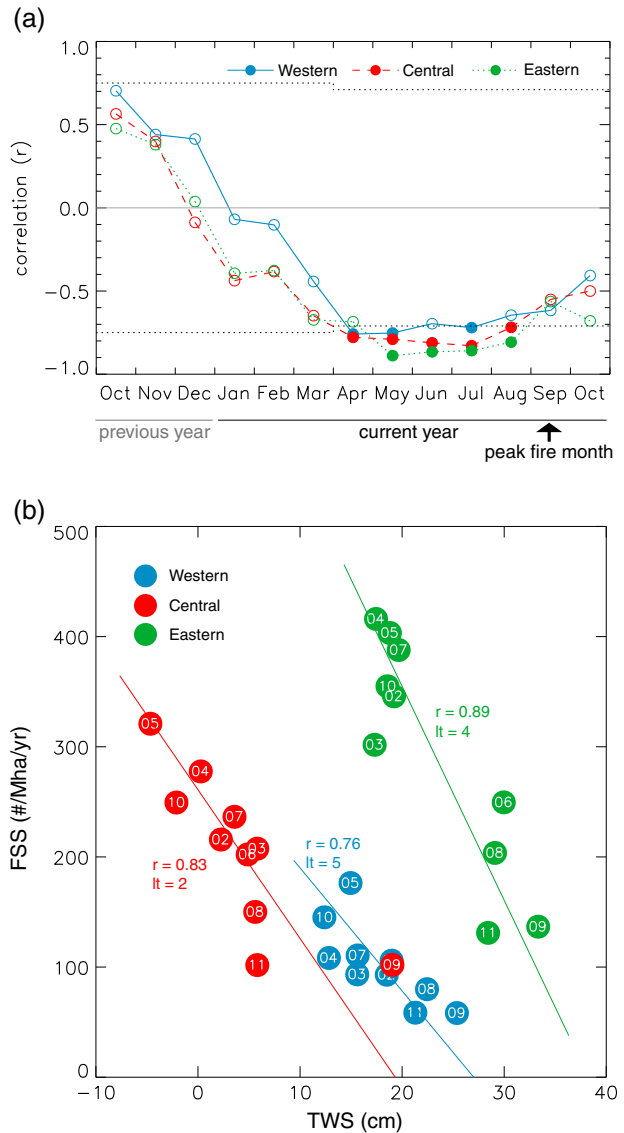 (a)
1.0
0.5
0.0
−0.5
−1.0
correlation (r)
Western
Central
Eastern
Oct Nov Dec Jan Feb Mar Apr May Jun Jul Aug Sep Oct
previous year
current year
peak fire month
(b)
500
400
300
200
100
0
FSS (#/Mha/yr)
Western
Central
Eastern
04
05
07
10
02
03
r = 0.89
lt = 4
06
08
11
09
05
04
10
07
02
03
06
08
11
r = 0.83
lt = 2
r = 0.76
lt = 5
05
10
04
07
03
02
09
08
11
09
−10 0 10 20 30 40
TWS (cm)